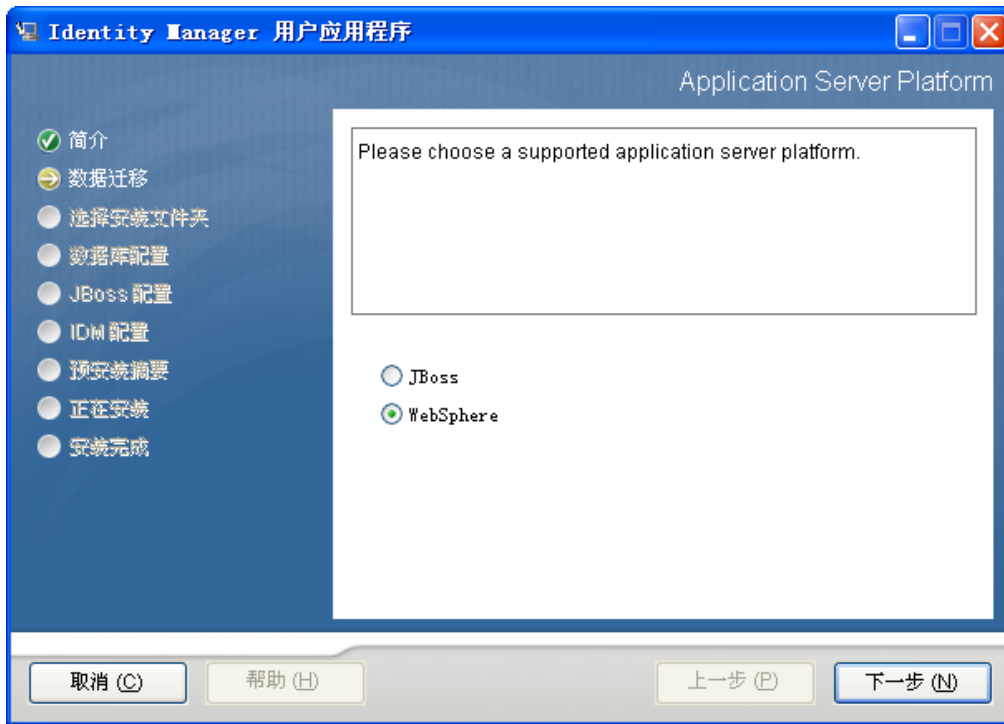 Identity Manager 用户应用程序
Application Server Platform
简介
数据迁移
选择安装文件夹
数据库配置
JBoss 配置
IDM 配置
预安装摘要
正在安装
安装完成
Please choose a supported application server platform.
JBoss
WebSphere
取消 (C)
帮助 (H)
上一步 (P)
下一步 (N)